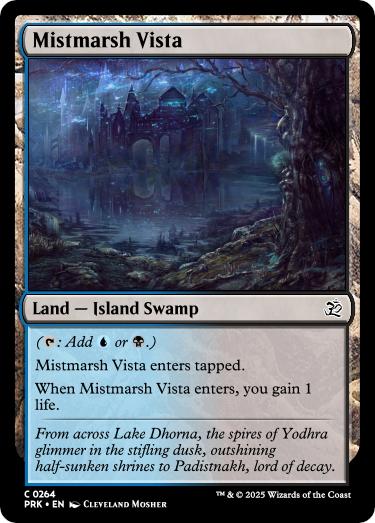 Mistmarsh Vista
Land — Island Swamp
( : Add or .)
Mistmarsh Vista enters tapped.
When Mistmarsh Vista enters, you gain 1
life.
From across Lake Dhorna, the spires of Yodhra
glimmer in the stifling dusk, outshining
half-sunken shrines to Padistnakh, lord of decay.
C 0264
PRK • EN Cleveland Mosher
™ & © 2025 Wizards of the Coast